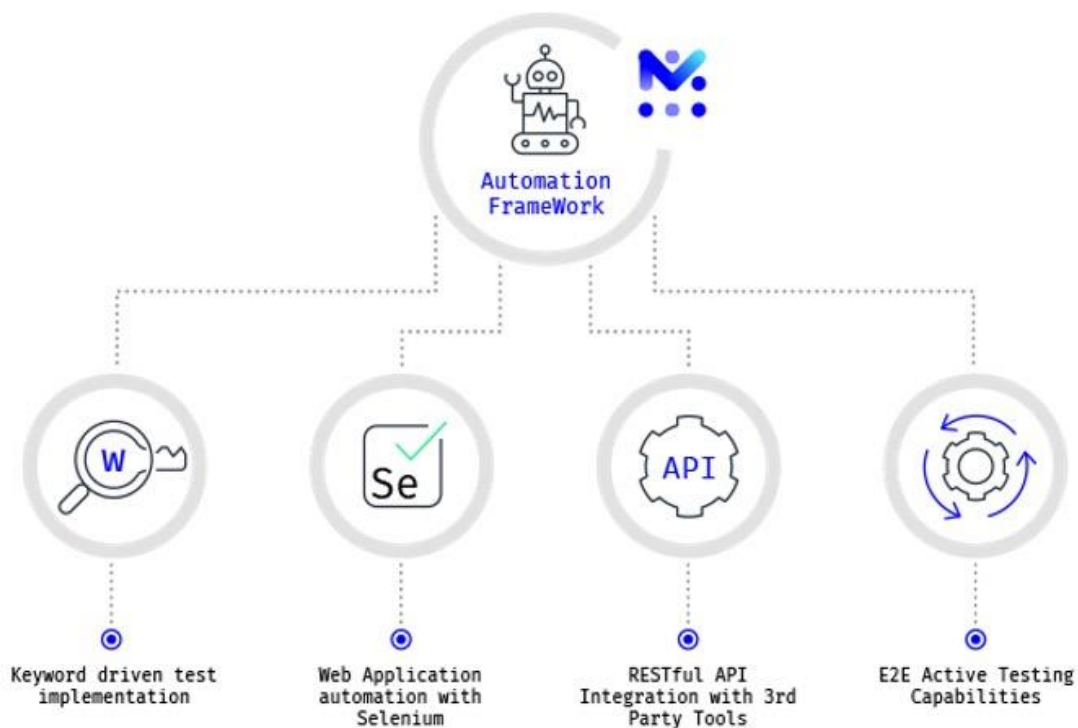 Automation
FrameWork
W
Se
API
Keyword driven test
implementation
Web Application
automation with
Selenium
RESTful API
Integration with 3rd
Party Tools
E2E Active Testing
Capabilities